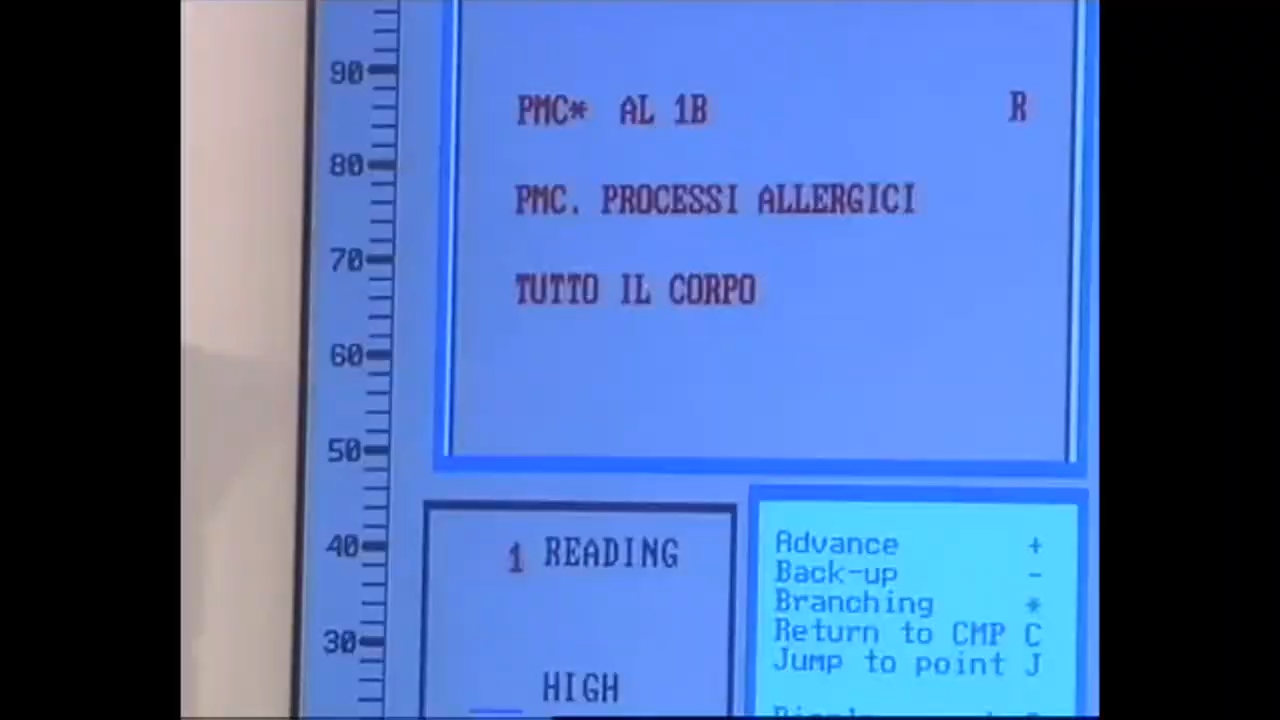 90
80
70
60
50
40
30
PMC* AL 1B R
PMC. PROCESSI ALLERGICI
TUTTO IL CORPO
1 READING
HIGH
Advance +
Back-up -
Branching *
Return to CMP C
Jump to point J